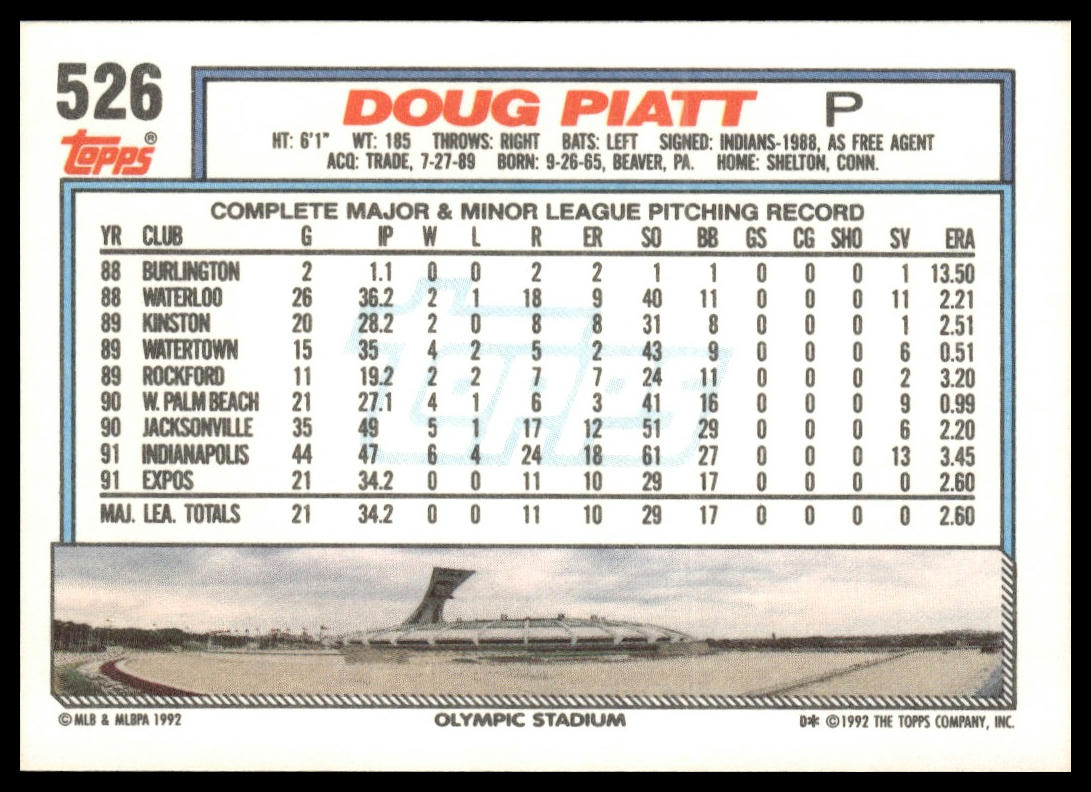 526
Topps®
DOUG PIATT P
HT: 6'1" WT: 185 THROWS: RIGHT BATS: LEFT SIGNED: INDIANS-1988, AS FREE AGENT
ACQ: TRADE, 7-27-89 BORN: 9-26-65, BEAVER, PA. HOME: SHELTON, CONN.
COMPLETE MAJOR & MINOR LEAGUE PITCHING RECORD
YR CLUB G IP W L R ER SO BB GS CG SHO SV ERA
88 BURLINGTON 2 1.1 0 0 2 2 1 1 0 0 0 1 13.50
88 WATERLOO 26 36.2 2 1 18 9 40 11 0 0 0 11 2.21
89 KINSTON 20 28.2 2 0 8 8 31 8 0 0 0 1 2.51
89 WATERTOWN 15 35 4 2 5 2 43 9 0 0 0 6 0.51
89 ROCKFORD 11 19.2 2 2 7 7 24 11 0 0 0 2 3.20
90 W. PALM BEACH 21 27.1 4 1 6 3 41 16 0 0 0 9 0.99
90 JACKSONVILLE 35 49 5 1 17 12 51 29 0 0 0 6 2.20
91 INDIANAPOLIS 44 47 6 4 24 18 61 27 0 0 0 13 3.45
91 EXPOS 21 34.2 0 0 11 10 29 17 0 0 0 0 2.60
MAJ. LEA. TOTALS 21 34.2 0 0 11 10 29 17 0 0 0 0 2.60
Topps
© MLB & MLBPA 1992 OLYMPIC STADIUM D* © 1992 THE TOPPS COMPANY, INC.